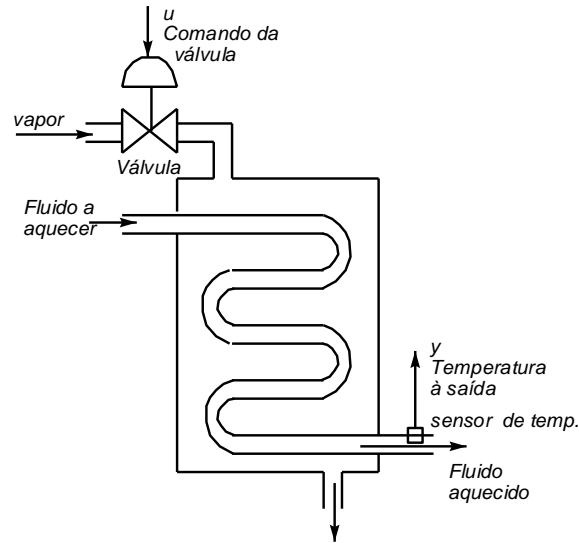 u
Comando da
válvula
vapor
Válvula
Fluido a
aquecer
y
Temperatura
à saída
sensor de temp.
Fluido
aquecido